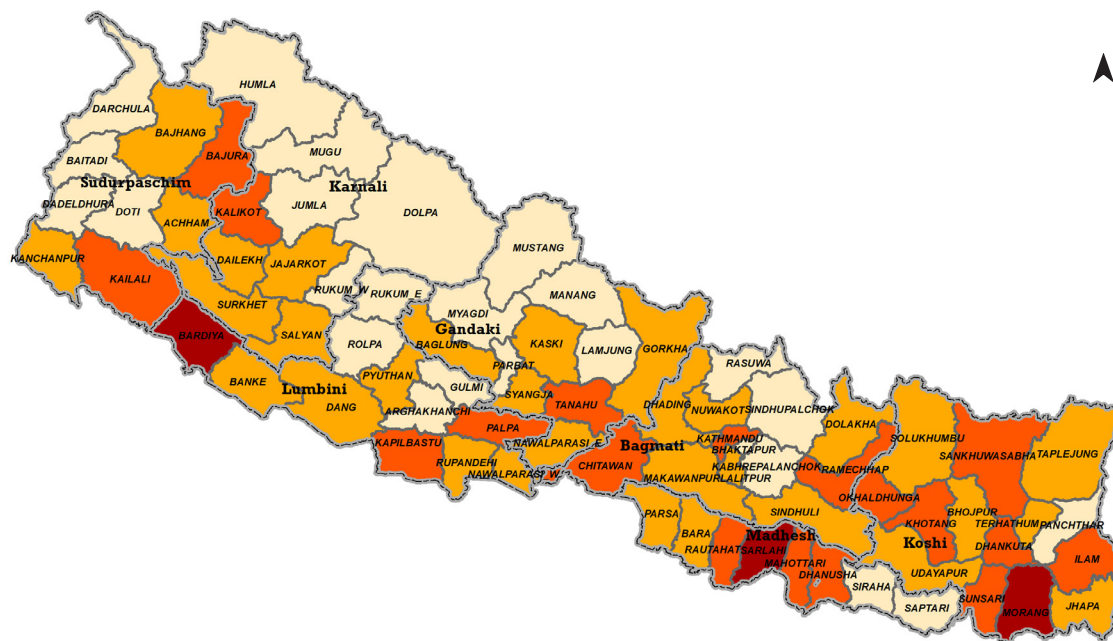 HUMLA
DARCHULA
BAJHANG
BAJURA
MUGU
BAITADI
Sudurpaschim
Karnali
DADELDHURA
DOTI
JUMLA
KALIKOT
DOLPA
ACHHAM
MUSTANG
KANCHANPUR
DAILEKH
JAJARKOT
KAILALI
RUKUM_W
RUKUM_E
MANANG
SURKHET
MYAGDI
Gandaki
BARDIYA
SALYAN
ROLPA
BAGLUNG
KASKI
LAMJUNG
GORKHA
PARBAT
RASUWA
BANKE
Lumbini
PYUTHAN
GULMI
SYANGJA
TANAHU
DHADING
NUWAKOT
SINDHUPALCHOK
DANG
ARGHAKHANCHI
DOLAKHA
PALPA
KATHMANDU
SOLUKHUMBU
KAPILBASTU
NAWALPARASI_E
Bagmati
BHAKTAPUR
SANKHUWASABHA
TAPLEJUNG
RUPANDEHI
NAWALPARASI_W
CHITAWAN
MAKAWANPUR
LALITPUR
KABHREPALANCHOK
RAMECHHAP
OKHALDHUNGA
PARSA
SINDHULI
KHOTANG
BHOJPUR
TERHATHUM
PANCHTHAR
BARA
Madhesh
Koshi
DHANKUTA
RAUTAHAT
SARLAHI
MAHOTTARI
DHANUSHA
UDAYAPUR
ILAM
SIRAHA
SAPTARI
SUNSARI
MORANG
JHAPA